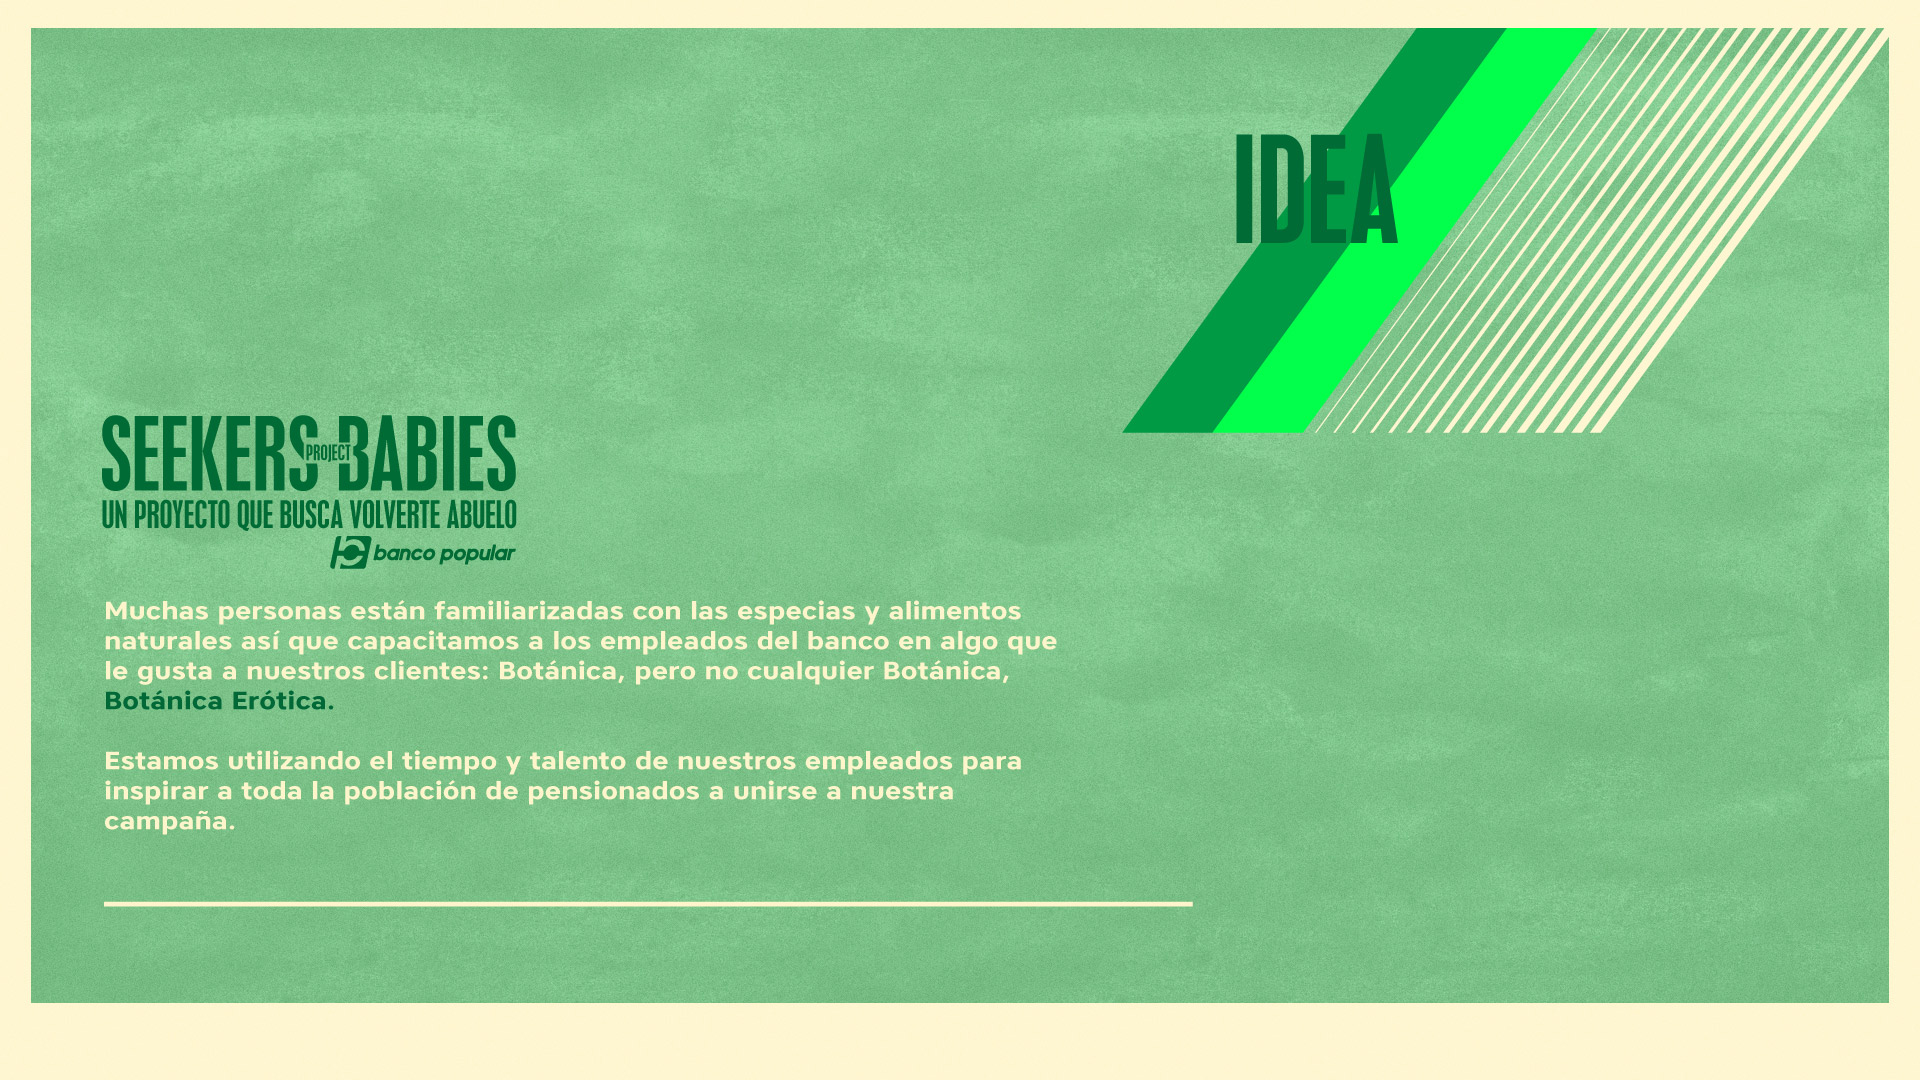 IDEA
SEEKERS PROJECT BABIES
UN PROYECTO QUE BUSCA VOLVERTE ABUELO
banco popular
Muchas personas están familiarizadas con las especias y alimentos
naturales así que capacitamos a los empleados del banco en algo que
le gusta a nuestros clientes: Botánica, pero no cualquier Botánica,
Botánica Erótica.
Estamos utilizando el tiempo y talento de nuestros empleados para
inspirar a toda la población de pensionados a unirse a nuestra
campaña.